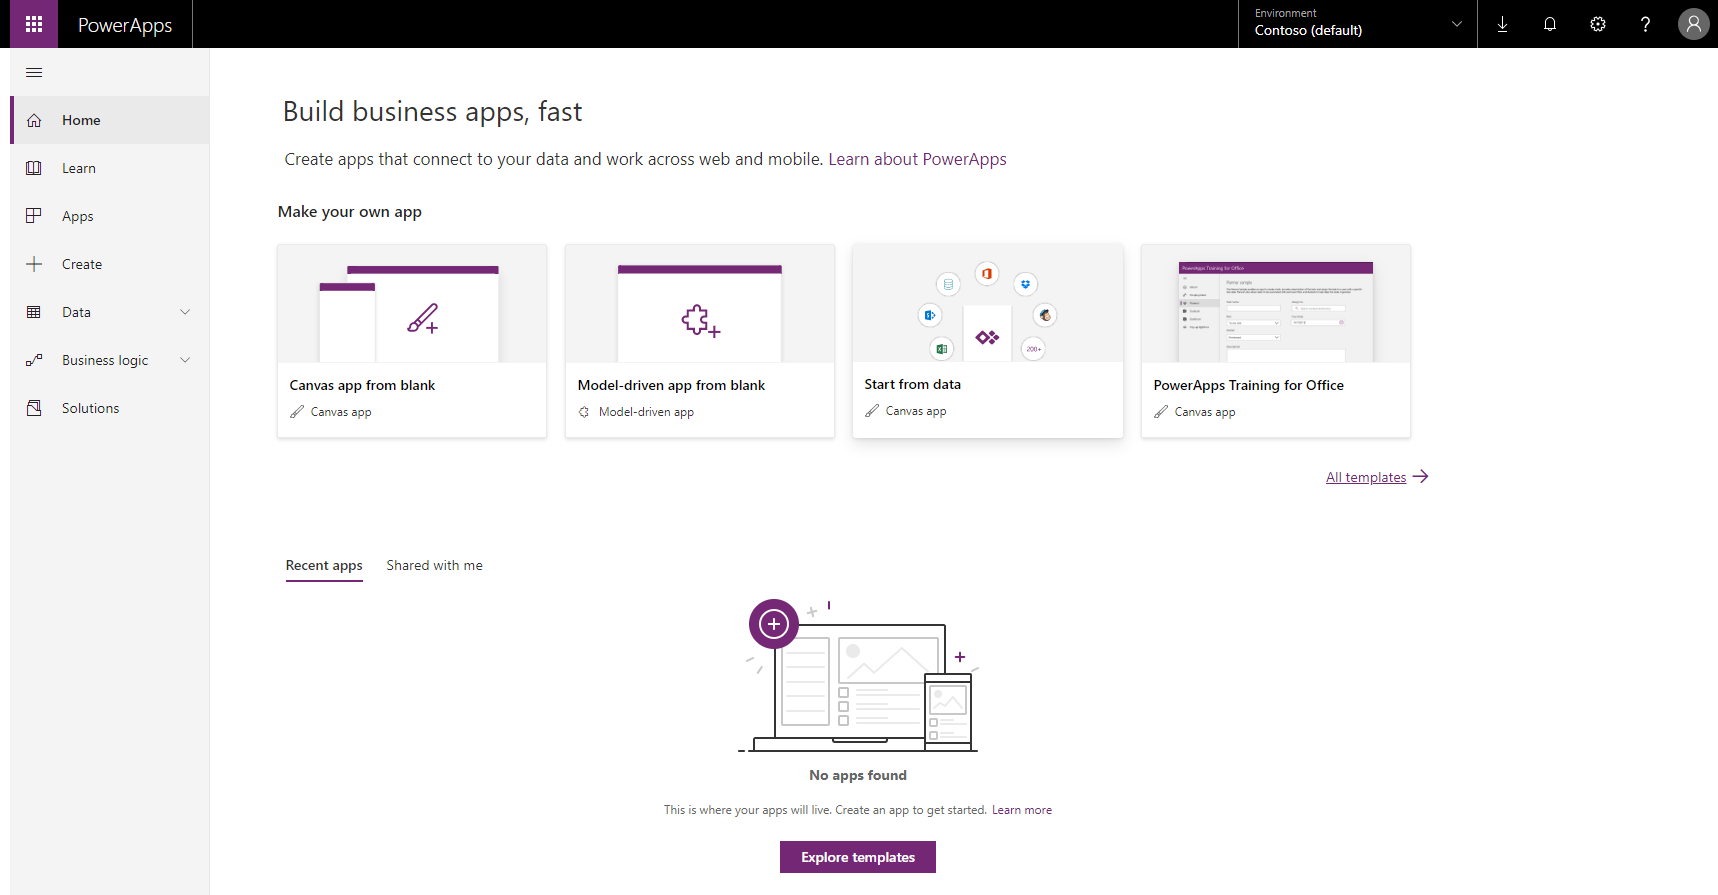 PowerApps
Environment
Contoso (default)
Home
Learn
Apps
Create
Data
Business logic
Solutions
Build business apps, fast
Create apps that connect to your data and work across web and mobile. Learn about PowerApps
Make your own app
Canvas app from blank
Canvas app
Model-driven app from blank
Model-driven app
200+
Start from data
Canvas app
PowerApps Training for Office
PowerApps Training for Office
Canvas app
All templates
Recent apps
Shared with me
No apps found
This is where your apps will live. Create an app to get started. Learn more
Explore templates